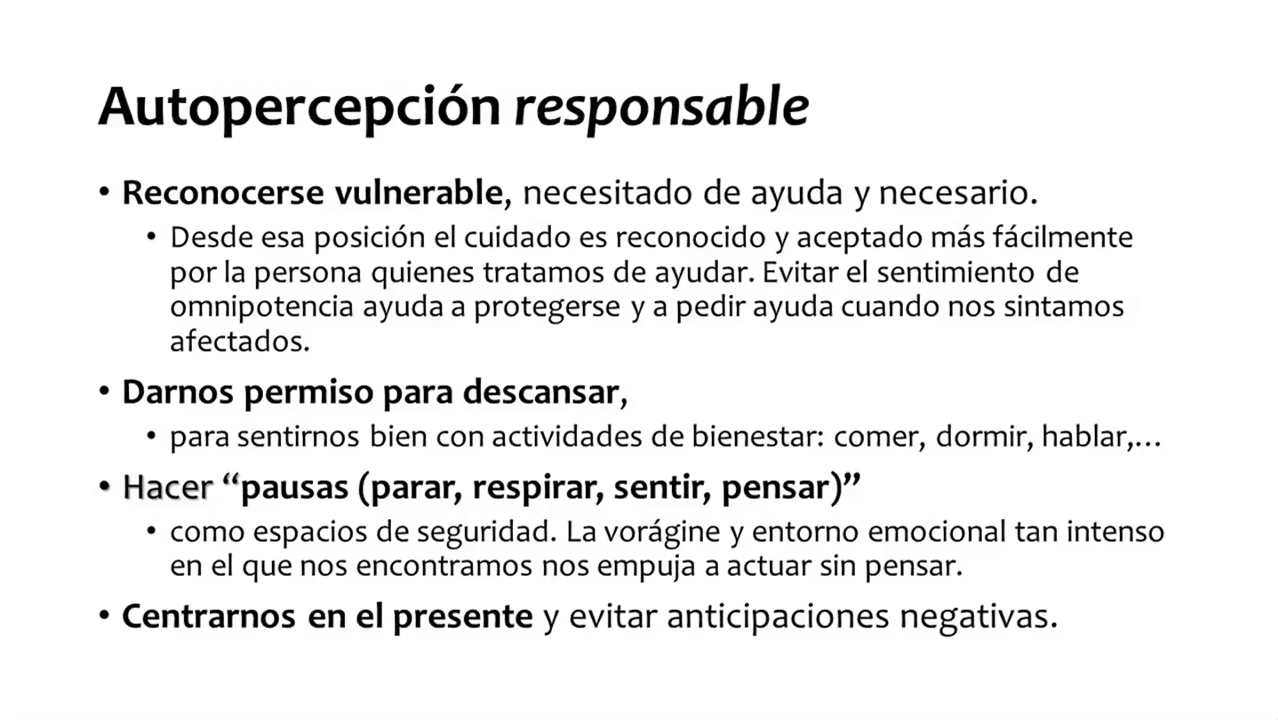 Autopercepción responsable
• Reconocerse vulnerable, necesitado de ayuda y necesario.
• Desde esa posición el cuidado es reconocido y aceptado más fácilmente
por la persona quienes tratamos de ayudar. Evitar el sentimiento de
omnipotencia ayuda a protegerse y a pedir ayuda cuando nos sintamos
afectados.
• Darnos permiso para descansar,
• para sentirnos bien con actividades de bienestar: comer, dormir, hablar,...
• Hacer “pausas (parar, respirar, sentir, pensar)”
• como espacios de seguridad. La vorágine y entorno emocional tan intenso
en el que nos encontramos nos empuja a actuar sin pensar.
• Centrarnos en el presente y evitar anticipaciones negativas.